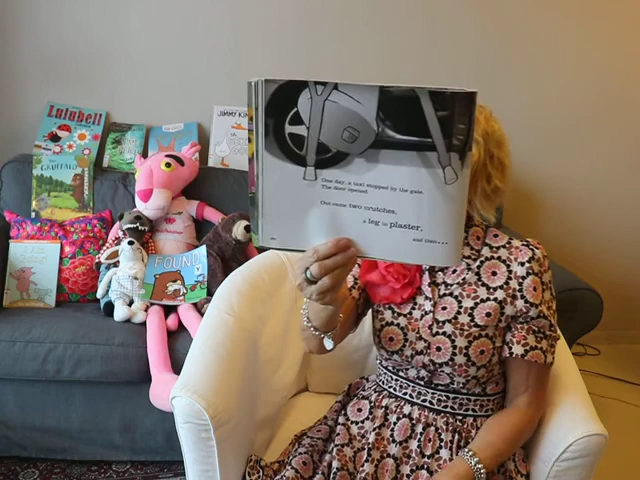 Lulubell
THE
GRUFFALO
JIMMY
FOUND
One day, a taxi stopped by the gate.
The door opened.
Out came two crutches,
a leg in plaster,
and then...